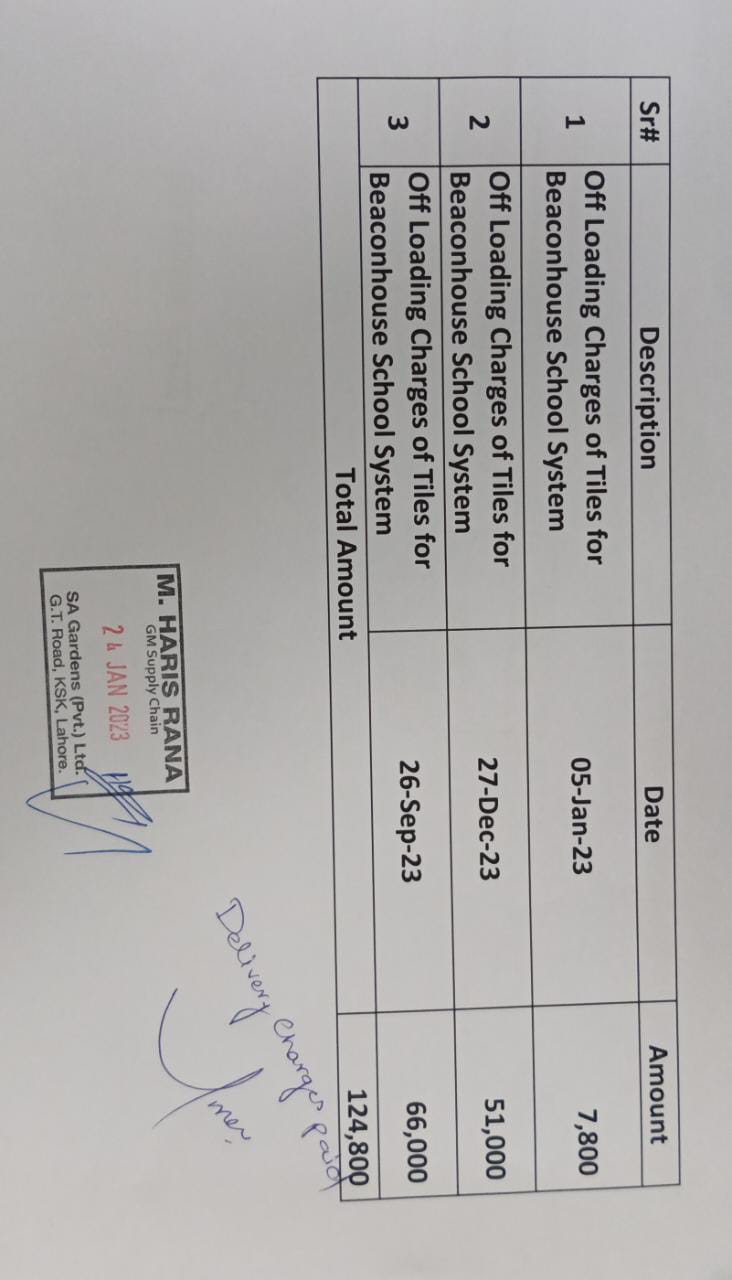 Sr# Description Date Amount
1 Off Loading Charges of Tiles for
Beaconhouse School System 05-Jan-23 7,800
2 Off Loading Charges of Tiles for
Beaconhouse School System 27-Dec-23 51,000
3 Off Loading Charges of Tiles for
Beaconhouse School System 26-Sep-23 66,000
Total Amount 124,800
Delivery charges paid
M. HARIS RANA
GM Supply Chain
24 JAN 2023
SA Gardens (Pvt.) Ltd.
G.T. Road, KSK, Lahore.